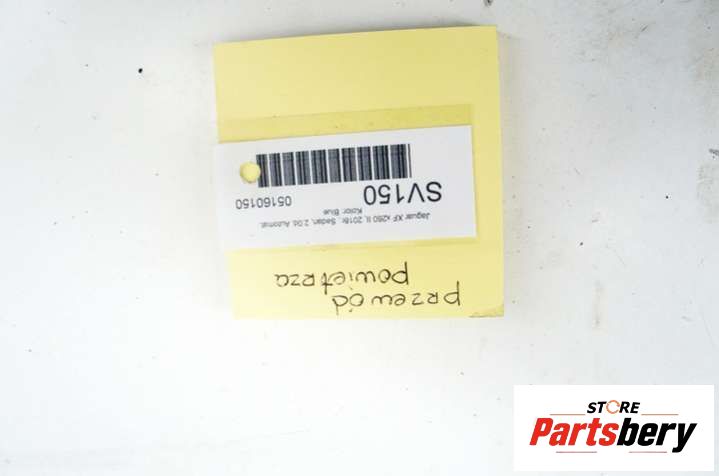 Jaguar XF x260 II, 2016r., Sedan, 2.0d, Automat.
Kolor: Blue
SV150
05160150
przewód
powietrza
STORE
Partsbery